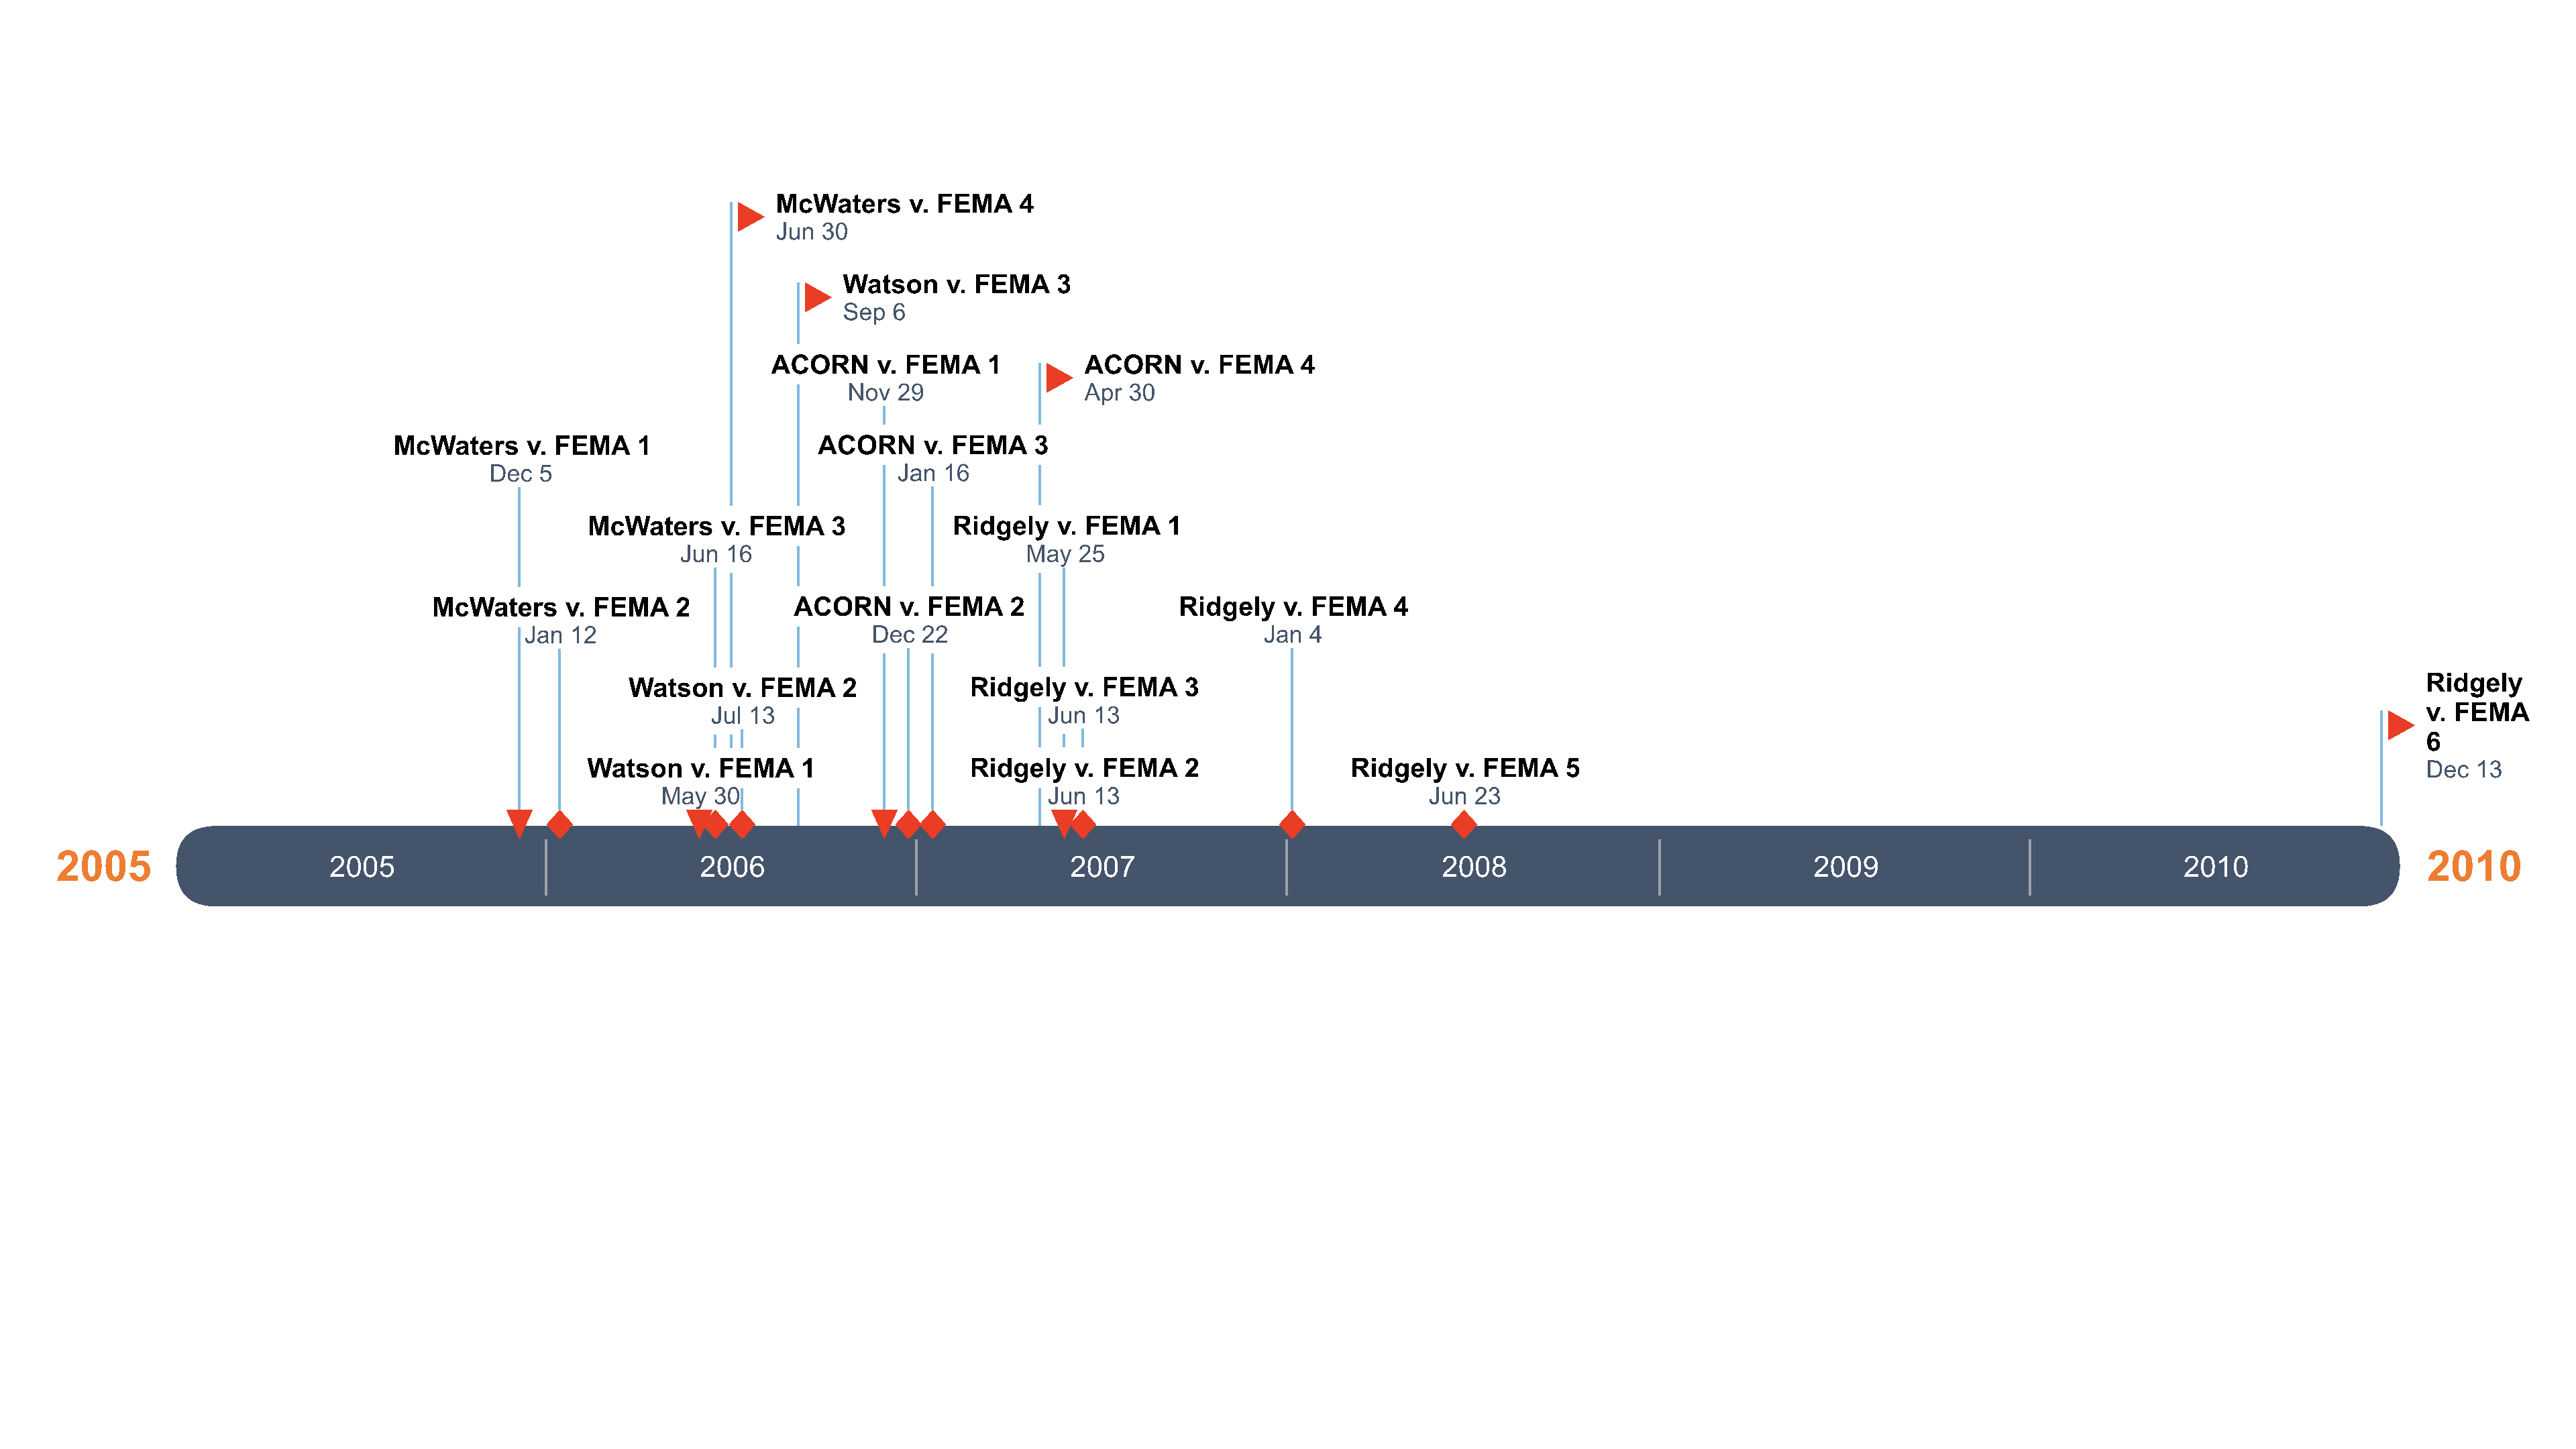 McWaters v. FEMA 4
Jun 30
Watson v. FEMA 3
Sep 6
ACORN v. FEMA 1
Nov 29
ACORN v. FEMA 4
Apr 30
McWaters v. FEMA 1
Dec 5
ACORN v. FEMA 3
Jan 16
McWaters v. FEMA 3
Jun 16
Ridgely v. FEMA 1
May 25
McWaters v. FEMA 2
Jan 12
ACORN v. FEMA 2
Dec 22
Ridgely v. FEMA 4
Jan 4
Watson v. FEMA 2
Jul 13
Ridgely v. FEMA 3
Jun 13
Ridgely
v. FEMA
6
Dec 13
Watson v. FEMA 1
May 30
Ridgely v. FEMA 2
Jun 13
Ridgely v. FEMA 5
Jun 23
2005
2005
2006
2007
2008
2009
2010
2010